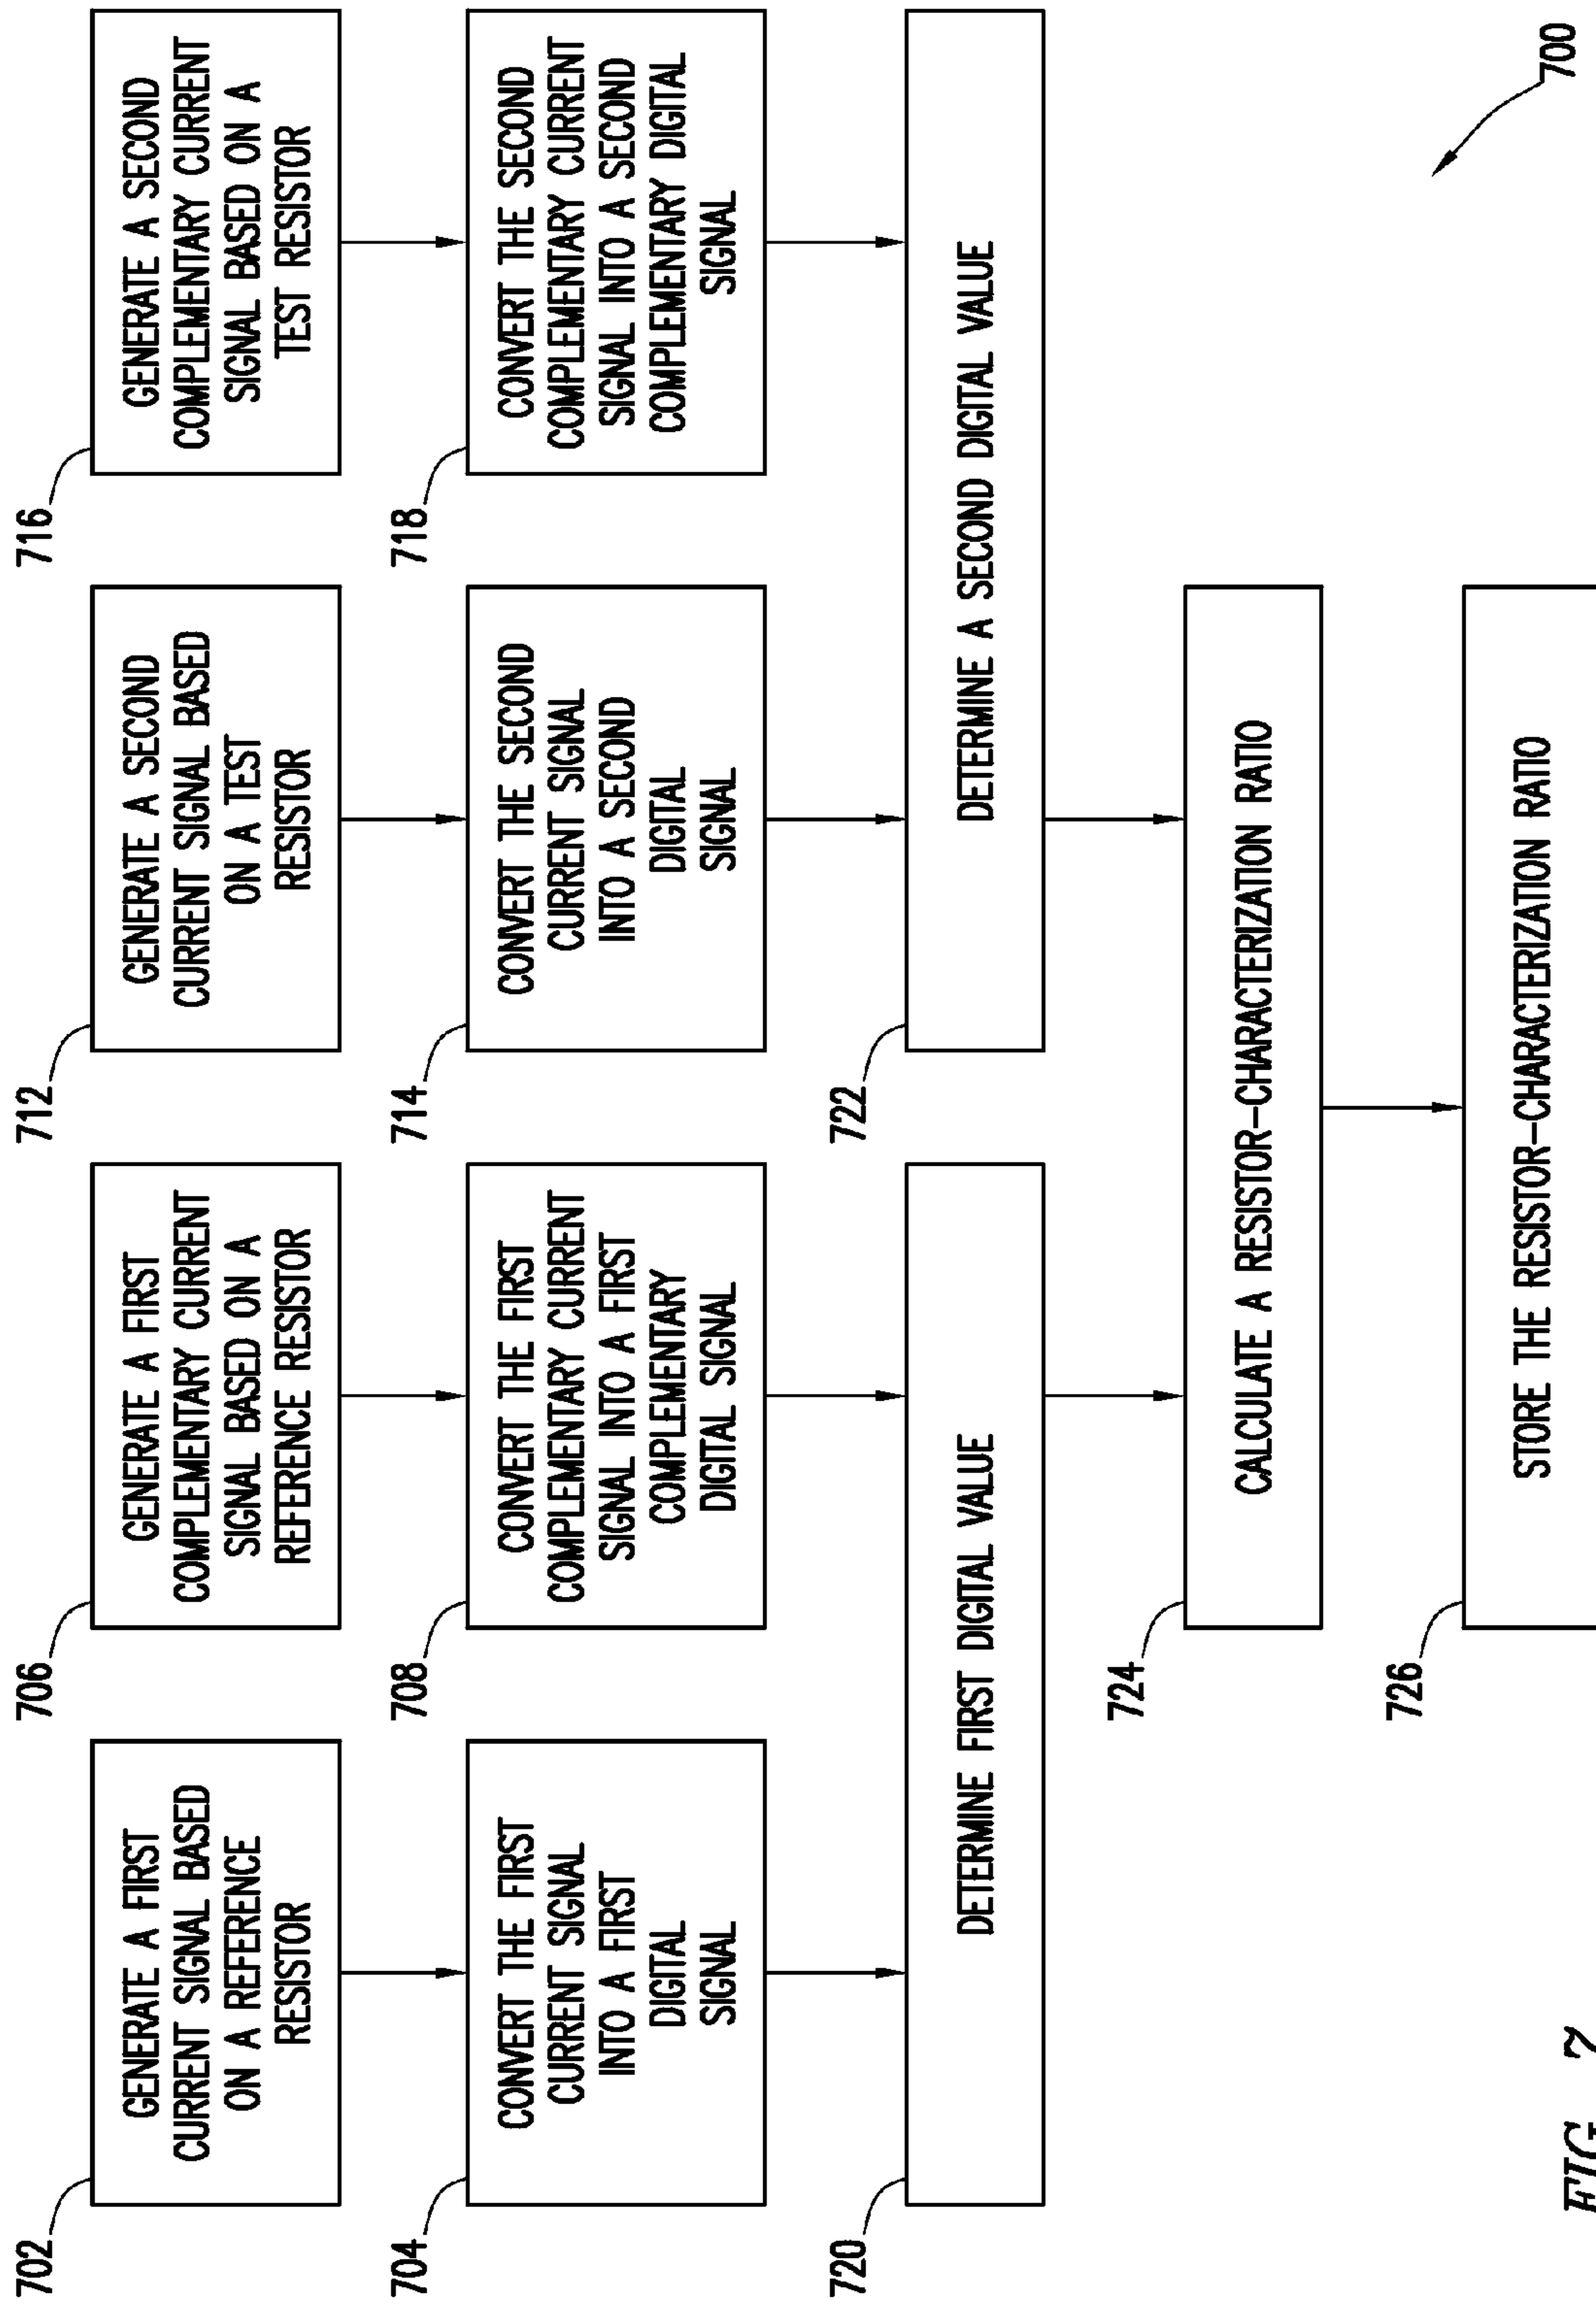 702
GENERATE A FIRST
CURRENT SIGNAL BASED
ON A REFERENCE
RESISTOR
706
GENERATE A FIRST
COMPLEMENTARY CURRENT
SIGNAL BASED ON A
REFERENCE RESISTOR
712
GENERATE A SECOND
CURRENT SIGNAL BASED
ON A TEST
RESISTOR
716
GENERATE A SECOND
COMPLEMENTARY CURRENT
SIGNAL BASED ON A
TEST RESISTOR
704
CONVERT THE FIRST
CURRENT SIGNAL
INTO A FIRST
DIGITAL
SIGNAL
708
CONVERT THE FIRST
COMPLEMENTARY CURRENT
SIGNAL INTO A FIRST
COMPLEMENTARY
DIGITAL SIGNAL
714
CONVERT THE SECOND
CURRENT SIGNAL
INTO A SECOND
DIGITAL
SIGNAL
718
CONVERT THE SECOND
COMPLEMENTARY CURRENT
SIGNAL INTO A SECOND
COMPLEMENTARY DIGITAL
SIGNAL
720
DETERMINE FIRST DIGITAL VALUE
722
DETERMINE A SECOND DIGITAL VALUE
724
CALCULATE A RESISTOR-CHARACTERIZATION RATIO
726
STORE THE RESISTOR-CHARACTERIZATION RATIO
700
FIG. 7